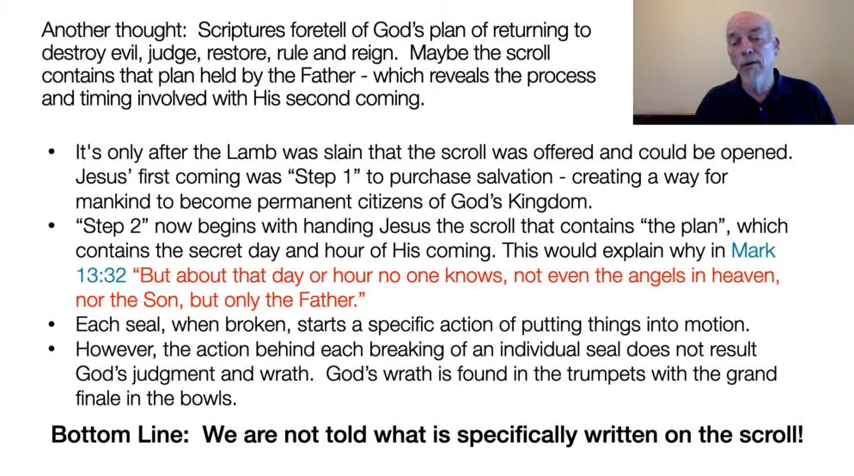 Another thought:  Scriptures foretell of God's plan of returning to
destroy evil, judge, restore, rule and reign.  Maybe the scroll
contains that plan held by the Father - which reveals the process
and timing involved with His second coming.
• It's only after the Lamb was slain that the scroll was offered and could be opened.
Jesus' first coming was “Step 1” to purchase salvation - creating a way for
mankind to become permanent citizens of God's Kingdom.
• “Step 2” now begins with handing Jesus the scroll that contains “the plan”, which
contains the secret day and hour of His coming. This would explain why in Mark
13:32 “But about that day or hour no one knows, not even the angels in heaven,
nor the Son, but only the Father.”
• Each seal, when broken, starts a specific action of putting things into motion.
• However, the action behind each breaking of an individual seal does not result
God's judgment and wrath.  God's wrath is found in the trumpets with the grand
finale in the bowls.
Bottom Line:  We are not told what is specifically written on the scroll!